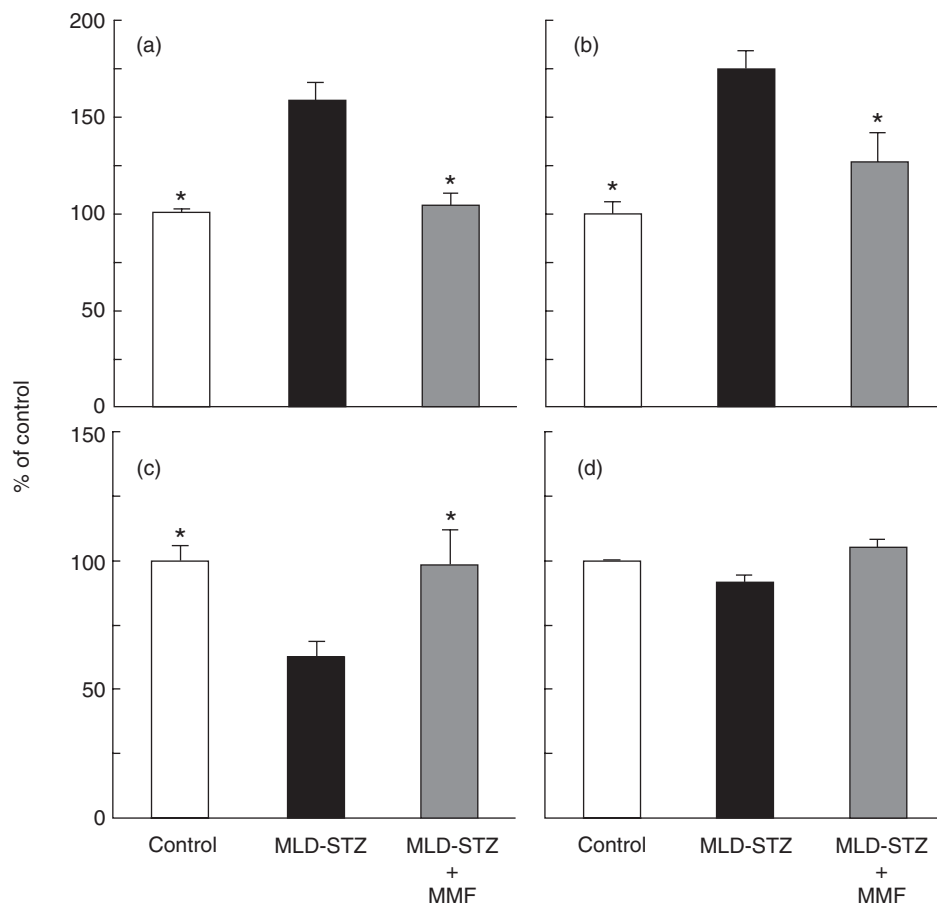 200
150
100
50
0
(a)
*
*
(b)
*
*
% of control
150
100
50
0
(c)
*
*
(d)
Control
MLD-STZ
MLD-STZ
+
MMF
Control
MLD-STZ
MLD-STZ
+
MMF